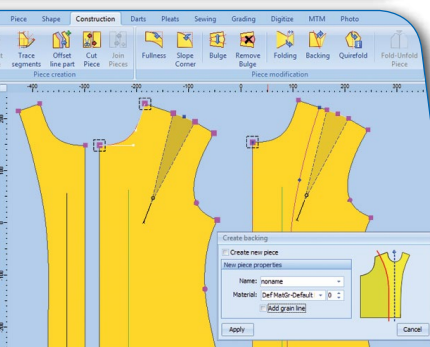 Piece Shape Construction Darts Pleats Sewing Grading Digitize MTM Photo
Trace segments Offset line part Cut Piece Join Pieces Fullness Slope Corner Bulge Remove Bulge Folding Backing Quirefold Fold-Unfold Piece
Piece creation Piece modification
-400 -300 -200 -100 0 100 200 300
Create backing
Create new piece
New piece properties
Name: noname
Material: Def MatGr-Default 0
Add grain line
Apply Cancel